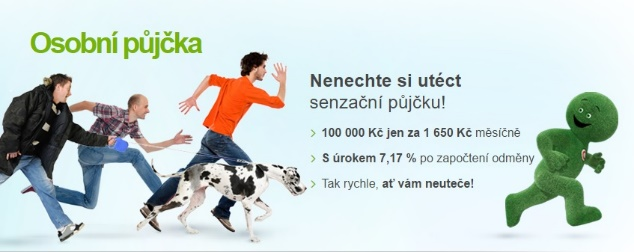 Osobní půjčka
Nenechte si utéct
senzační půjčku!
100 000 Kč jen za 1 650 Kč měsíčně
S úrokem 7,17 % po započtení odměny
Tak rychle, ať vám neuteče!